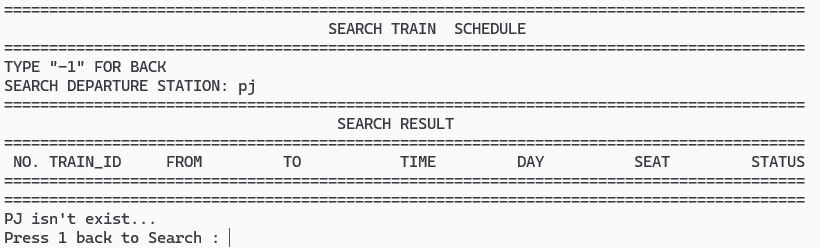 =========================================================================================
SEARCH TRAIN  SCHEDULE
=========================================================================================
TYPE "-1" FOR BACK
SEARCH DEPARTURE STATION: pj
=========================================================================================
SEARCH RESULT
=========================================================================================
NO. TRAIN_ID     FROM         TO           TIME         DAY          SEAT         STATUS
=========================================================================================
=========================================================================================
PJ isn't exist...
Press 1 back to Search :